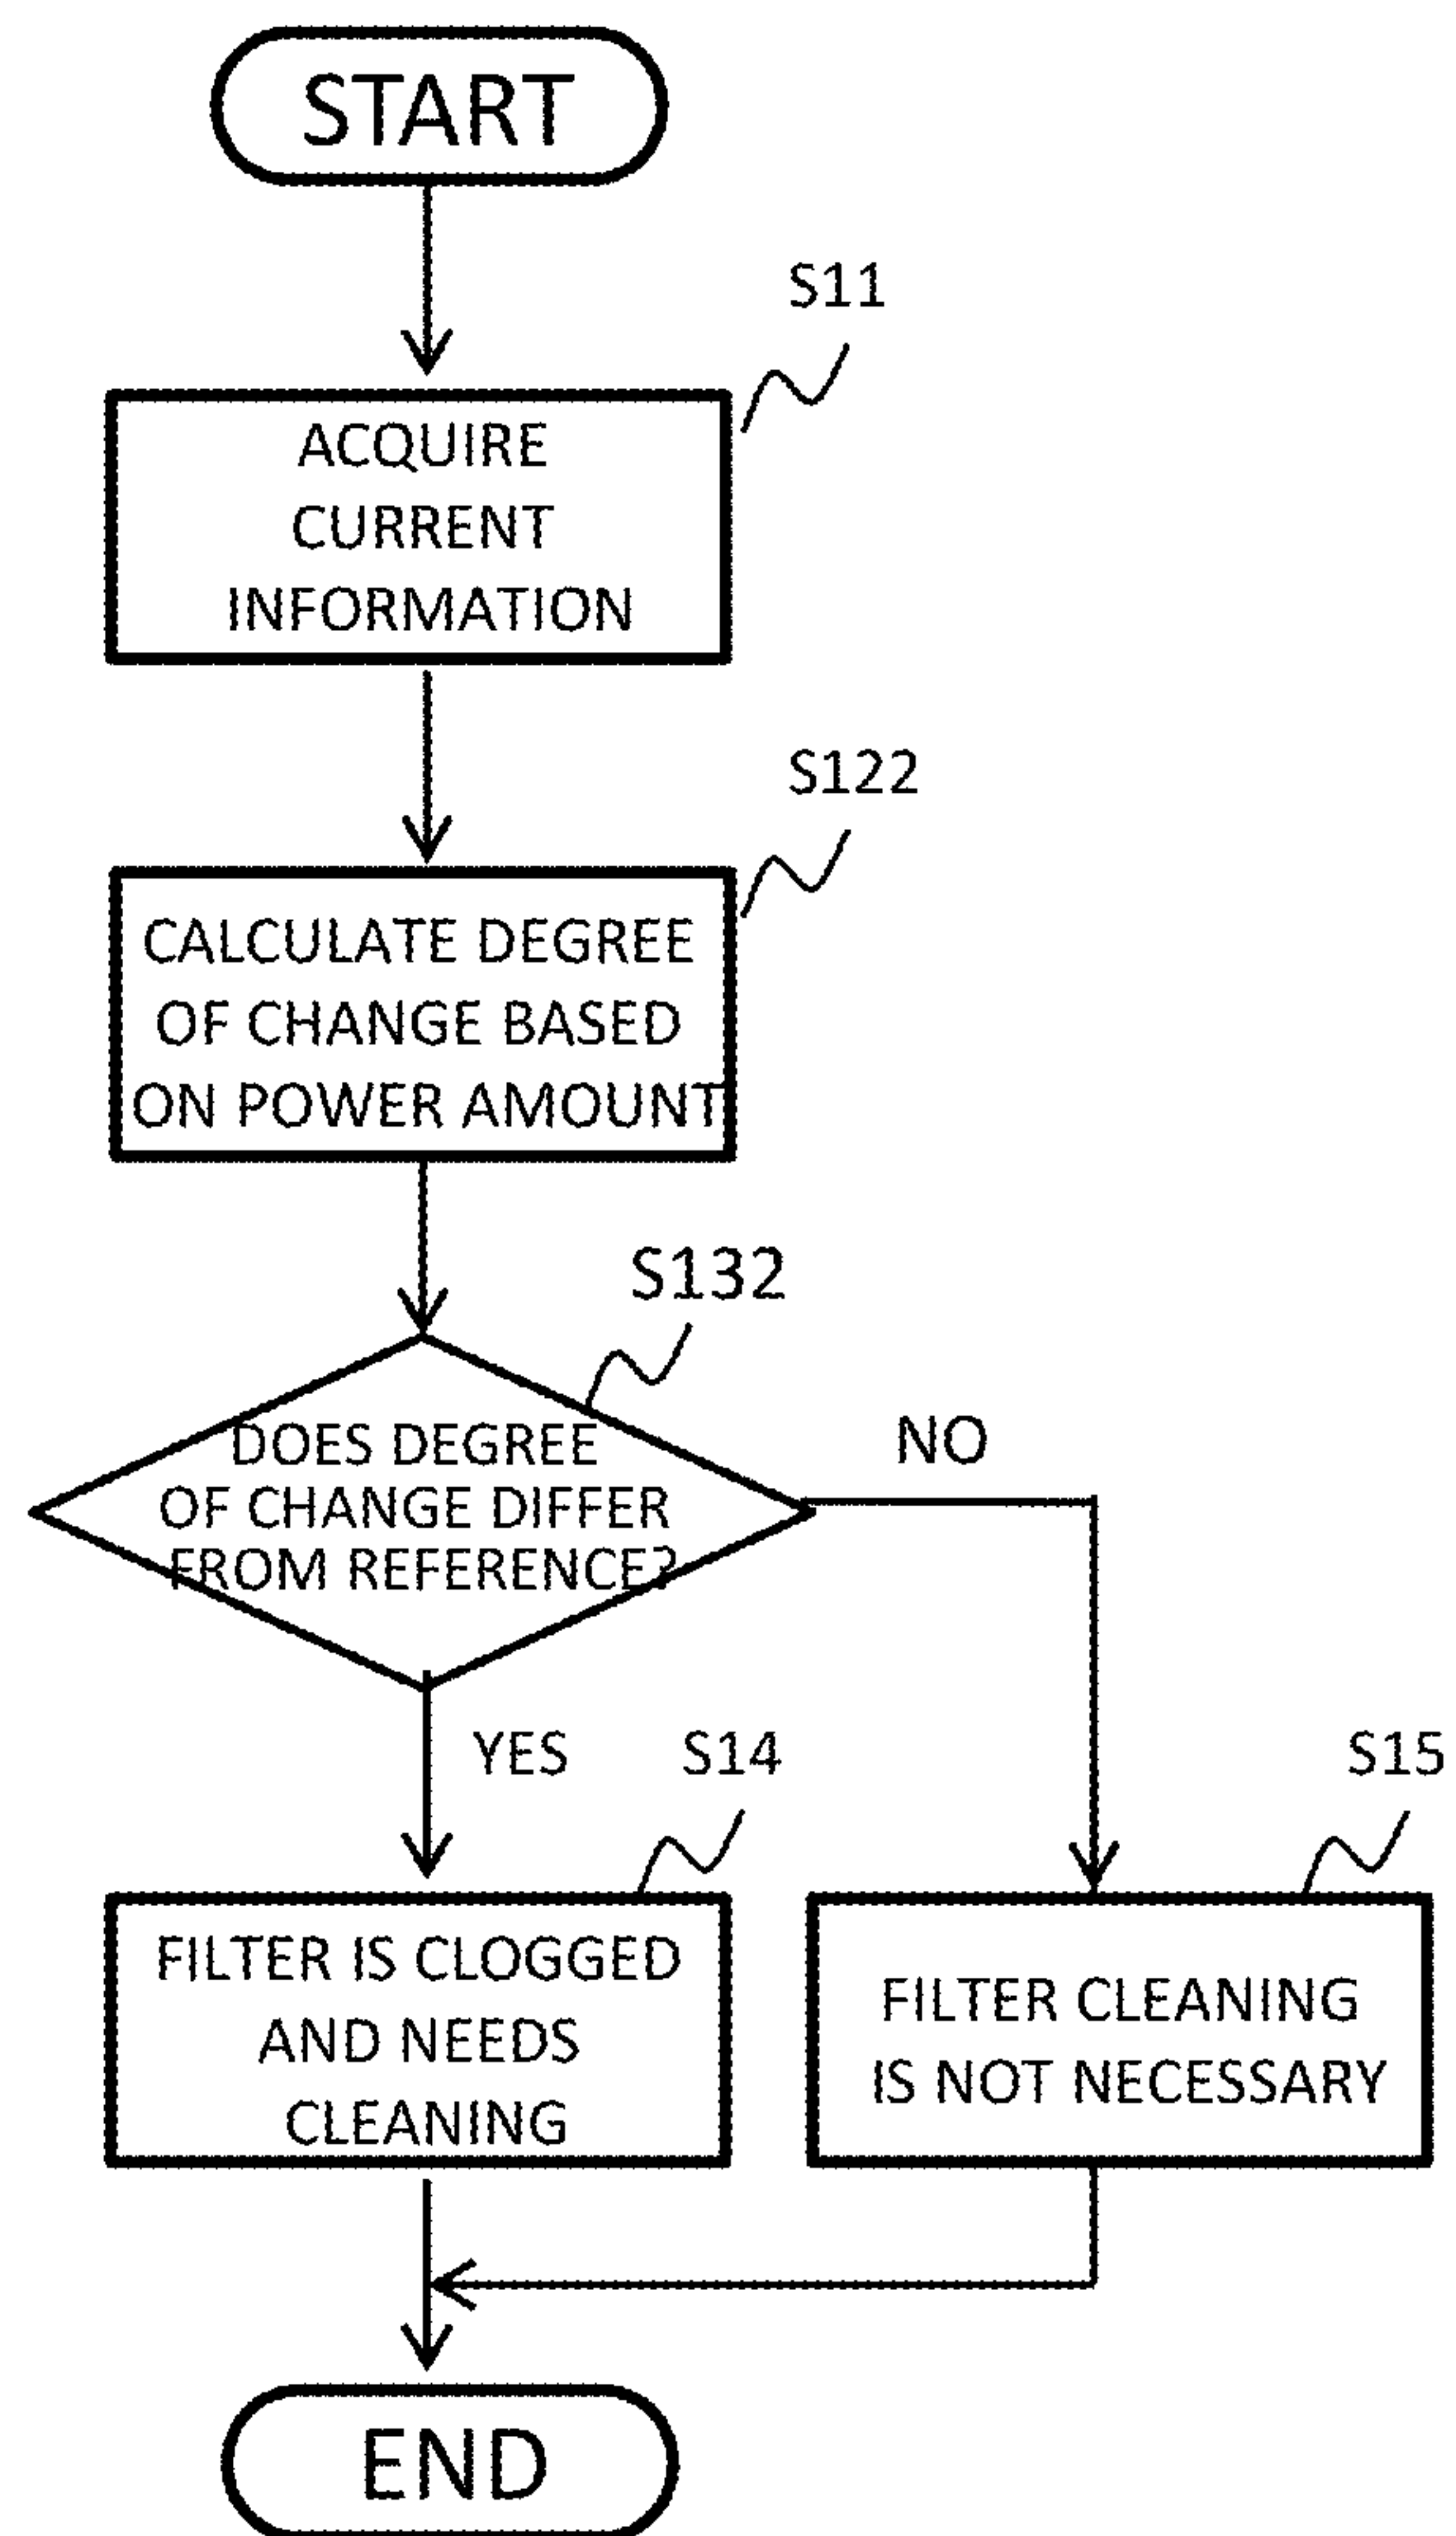 START
S11
ACQUIRE
CURRENT
INFORMATION
S122
CALCULATE DEGREE
OF CHANGE BASED
ON POWER AMOUNT
S132
DOES DEGREE
OF CHANGE DIFFER
FROM REFERENCE?
NO
YES
S14
S15
FILTER IS CLOGGED
AND NEEDS
CLEANING
FILTER CLEANING
IS NOT NECESSARY
END